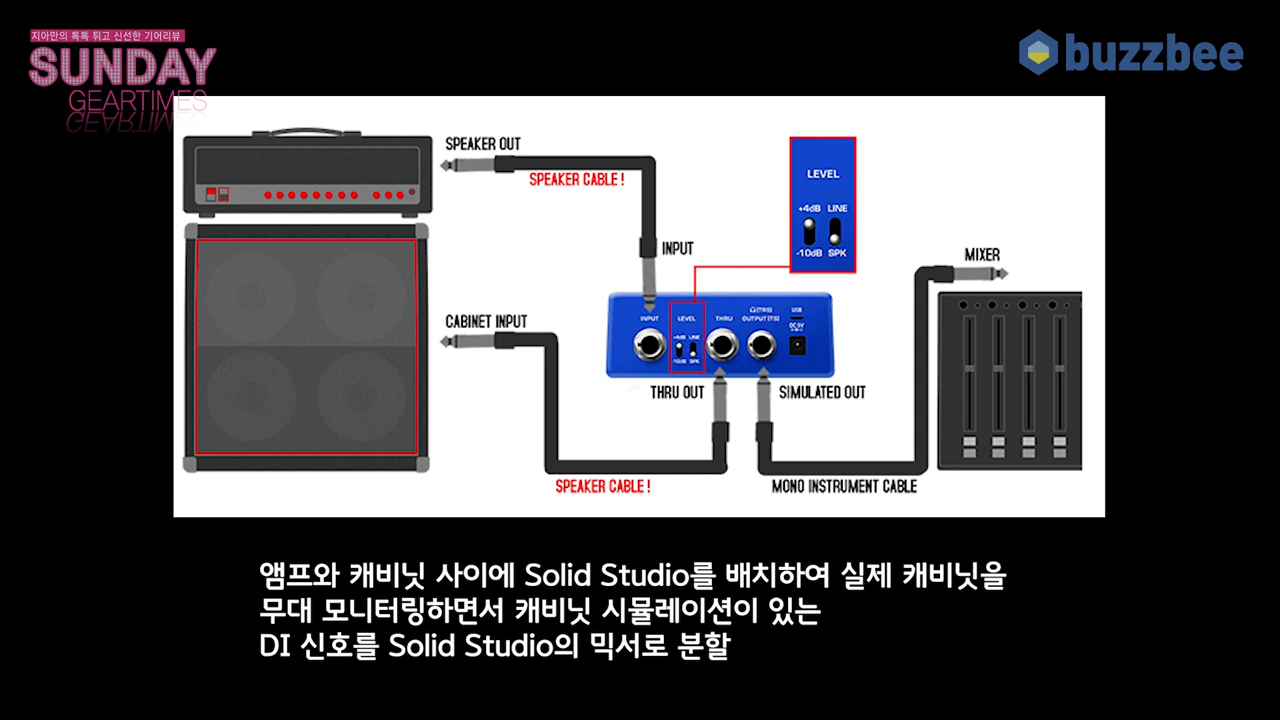 지아만의 톡톡 튀고 신선한 기어리뷰
SUNDAY
GEARTIMES
buzzbee
SPEAKER OUT
SPEAKER CABLE!
INPUT
LEVEL
+4dB LINE
-10dB SPK
MIXER
CABINET INPUT
INPUT
LEVEL
+4dB LINE
-10dB SPK
THRU
(TRS)
OUTPUT(TS)
USB
DC 9V
THRU OUT
SIMULATED OUT
SPEAKER CABLE!
MONO INSTRUMENT CABLE
앰프와 캐비닛 사이에 Solid Studio를 배치하여 실제 캐비닛을
무대 모니터링하면서 캐비닛 시뮬레이션이 있는
DI 신호를 Solid Studio의 믹서로 분할